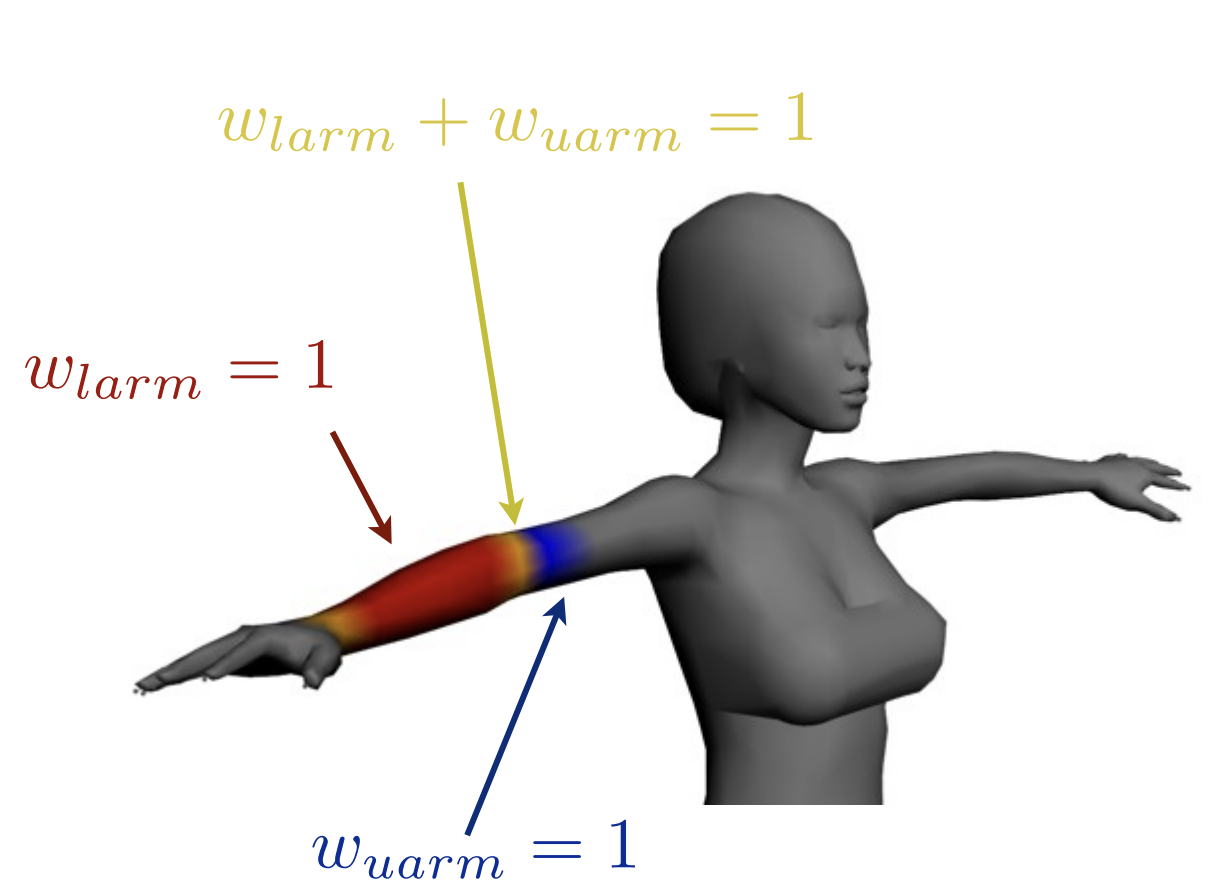 w_{larm} + w_{uarm} = 1
w_{larm} = 1
w_{uarm} = 1